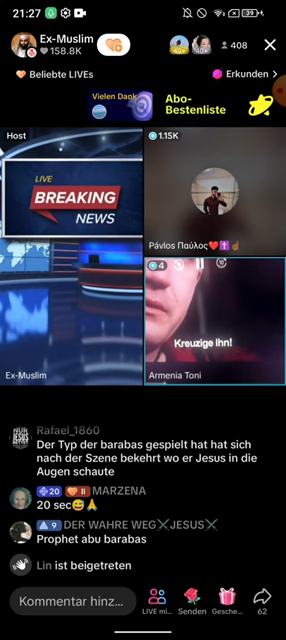 21:27
39
Ex-Muslim
158.8K
408
Beliebte LIVEs
Erkunden >
Vielen Dank
Abo-
Bestenliste
Host
LIVE
BREAKING
NEWS
Ex-Muslim
1.15K
Pávlos Παύλος❤️✝️☝🏽
4
10
Kreuzige ihn!
Armenia Toni
Rafael_1860
Der Typ der barabas gespielt hat hat sich
nach der Szene bekehrt wo er Jesus in die
Augen schaute
20 II MARZENA
20 sec😅🙏
9 DER WAHRE WEG⚔JESUS⚔
Prophet abu barabas
Lin ist beigetreten
Kommentar hinz...
LIVE mi...
Senden
Gesche...
62